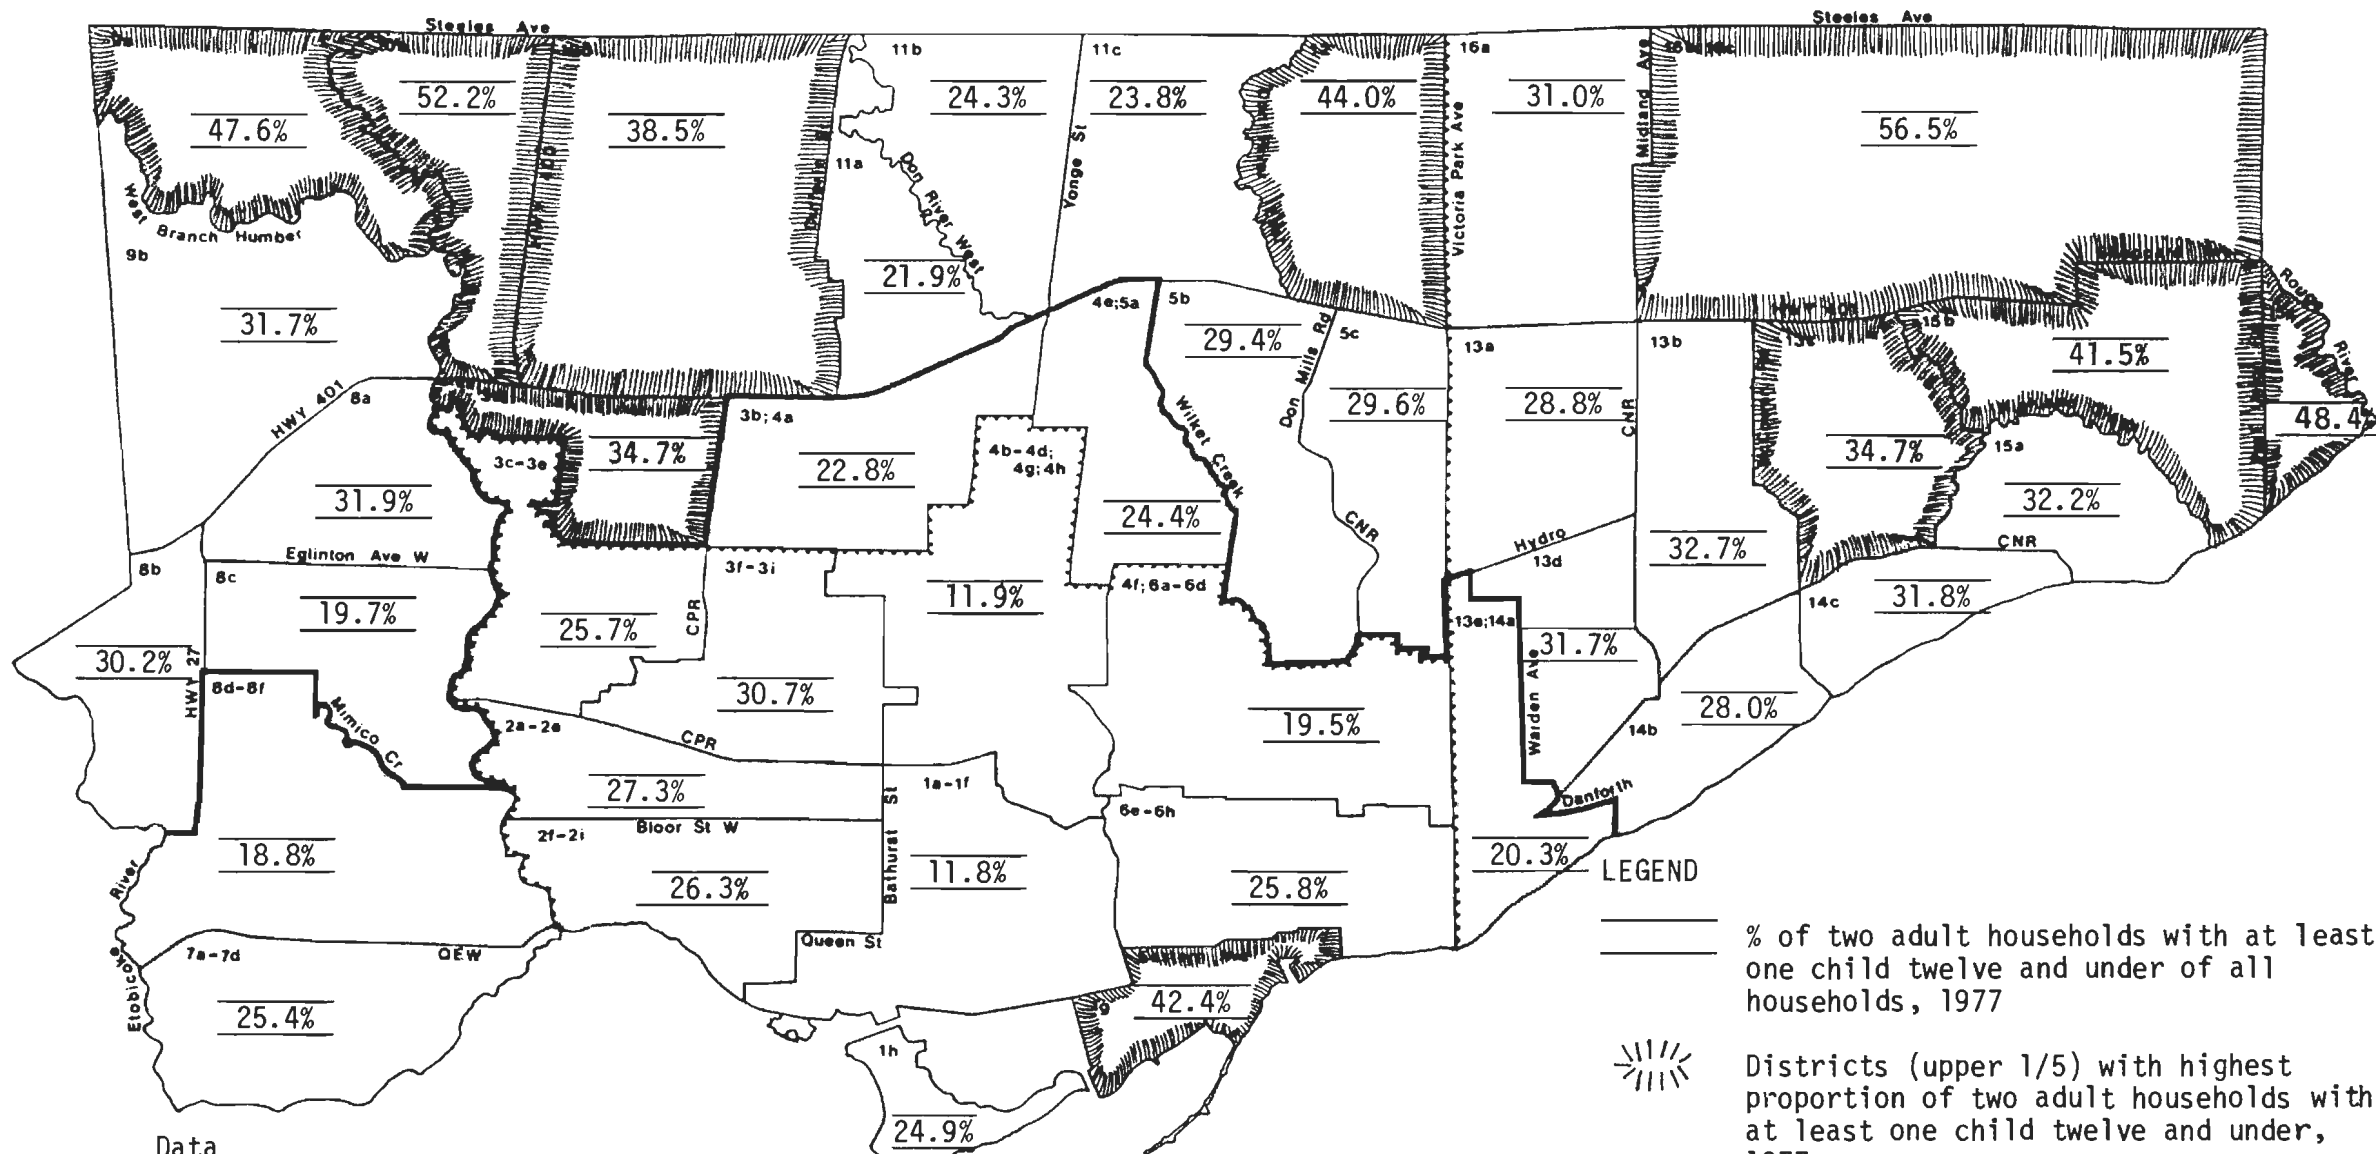 Steeles Ave
Steeles Ave
11b
11c
16a
Midland Ave
52.2%
24.3%
23.8%
44.0%
31.0%
47.6%
38.5%
56.5%
HWY 400
11a
Don River West
Yonge St
Victoria Park Ave
West Branch Humber
9b
21.9%
31.7%
4e;5a
5b
29.4%
Don Mills Rd
5c
13a
13b
HWY 401
15b
41.5%
Rouge River
HWY 401
8a
3b;4a
29.6%
28.8%
CNR
48.4%
3c-3e
34.7%
22.8%
4b-4d;
4g;4h
Wilket Creek
34.7%
15a
31.9%
24.4%
CNR
32.2%
Hydro
13d
32.7%
CNR
Eglinton Ave W
8b
8c
3f-3i
4f;6a-6d
11.9%
14c
31.8%
19.7%
25.7%
CPR
13e;14a
31.7%
30.2%
HWY 27
8d-8f
30.7%
Mimico Cr
2a-2e
CPR
19.5%
Warden Ave
28.0%
14b
27.3%
1a-1f
6e-6h
Danforth
Bloor St W
2f-2i
Bathurst St
18.8%
26.3%
11.8%
25.8%
20.3%
LEGEND
Etobicoke River
7a-7d
QEW
Queen St
% of two adult households with at least
one child twelve and under of all
households, 1977
25.4%
42.4%
1g
1h
24.9%
Districts (upper 1/5) with highest
proportion of two adult households with
at least one child twelve and under,
Data